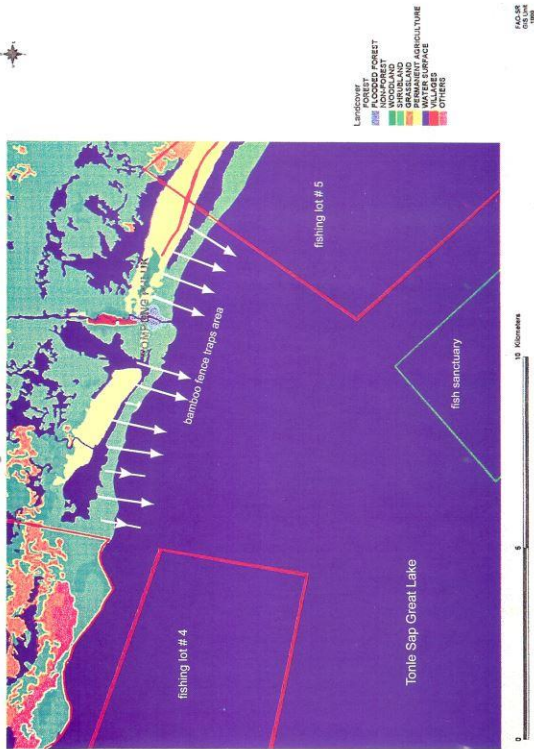 Landcover
FOREST
FLOODED FOREST
NON-FOREST
WOODLAND
SHRUBLAND
GRASSLAND
PERMANENT AGRICULTURE
WATER SURFACE
VILLAGES
OTHERS
fishing lot # 5
bamboo fence traps area
fish sanctuary
fishing lot # 4
Tonle Sap Great Lake
0
5
10 Kilometers
FAO-SR
GIS Unit